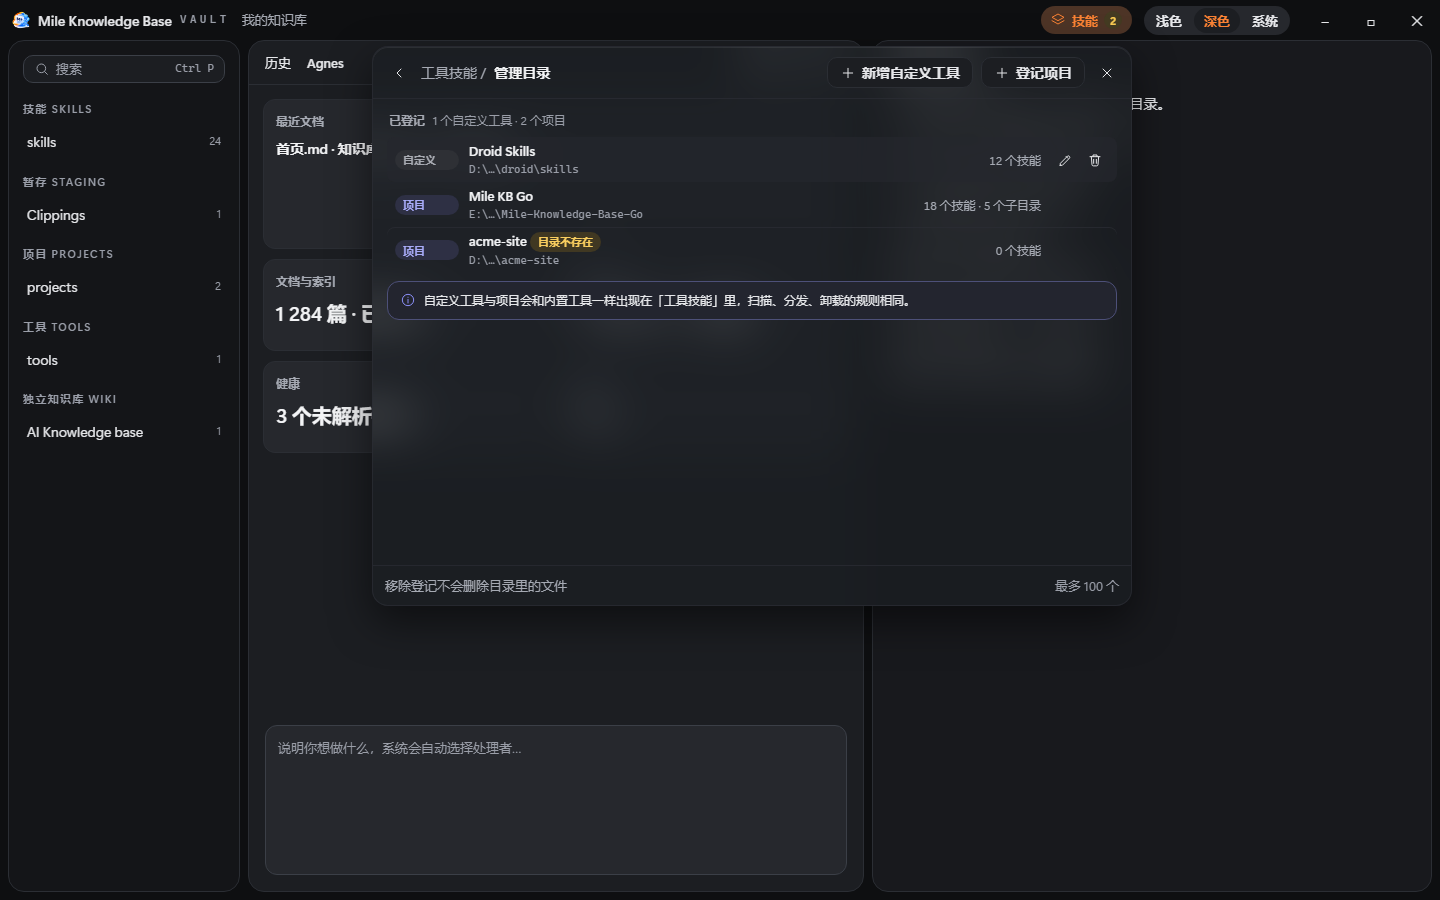 Mile Knowledge Base VAULT 我的知识库
技能 2 浅色 深色 系统
搜索 Ctrl P
技能 SKILLS
skills 24
暂存 STAGING
Clippings 1
项目 PROJECTS
projects 2
工具 TOOLS
tools 1
独立知识库 WIKI
AI Knowledge base 1
历史 Agnes
最近文档
首页.md · 知识
文档与索引
1 284 篇 ·
健康
3 个未解析
说明你想做什么，系统会自动选择处理者...
目录。
工具技能 / 管理目录
新增自定义工具
登记项目
已登记 1 个自定义工具 · 2 个项目
自定义 Droid Skills 12 个技能
D:\…\droid\skills
项目 Mile KB Go 18 个技能 · 5 个子目录
E:\…\Mile-Knowledge-Base-Go
项目 acme-site 目录不存在 0 个技能
D:\…\acme-site
自定义工具与项目会和内置工具一样出现在「工具技能」里，扫描、分发、卸载的规则相同。
移除登记不会删除目录里的文件 最多 100 个